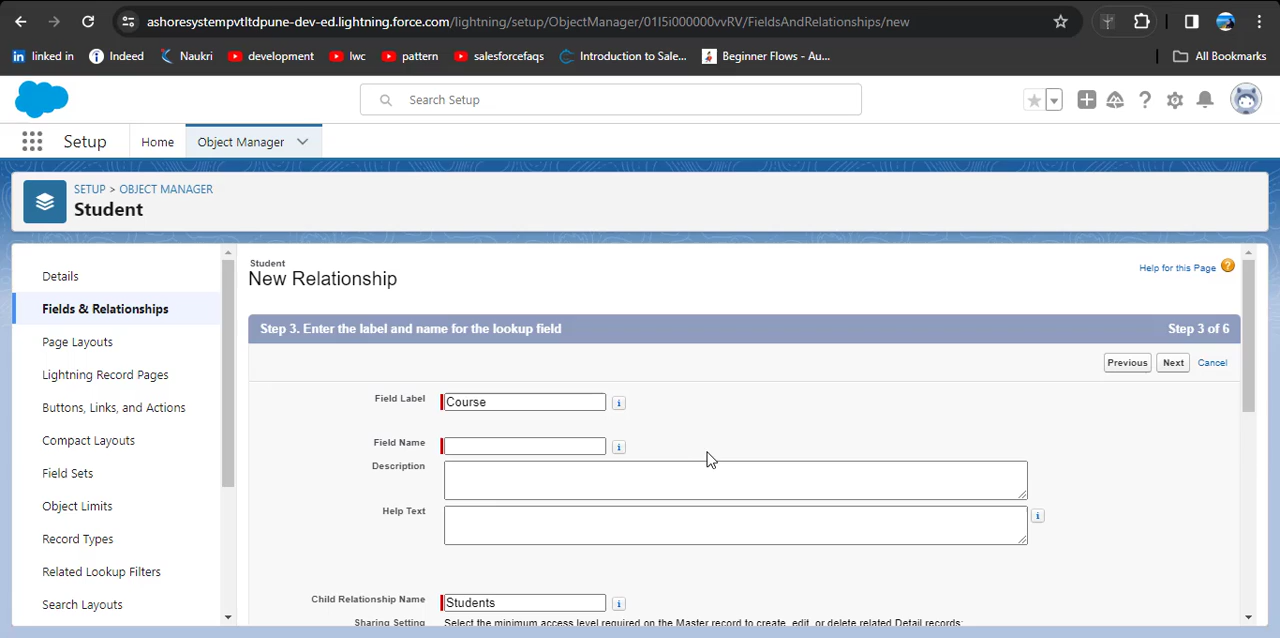 ashoresystempvtltdpune-dev-ed.lightning.force.com/lightning/setup/ObjectManager/01I5i000000vvRV/FieldsAndRelationships/new
linked in Indeed Naukri development lwc pattern salesforcefaqs Introduction to Sale... Beginner Flows - Au... All Bookmarks
Search Setup
Setup Home Object Manager
SETUP > OBJECT MANAGER
Student
Details
Fields & Relationships
Page Layouts
Lightning Record Pages
Buttons, Links, and Actions
Compact Layouts
Field Sets
Object Limits
Record Types
Related Lookup Filters
Search Layouts
Student
New Relationship
Help for this Page ?
Step 3. Enter the label and name for the lookup field Step 3 of 6
Previous Next Cancel
Field Label Course i
Field Name i
Description
Help Text i
Child Relationship Name Students i
Sharing Setting Select the minimum access level required on the Master record to create, edit, or delete related Detail records: